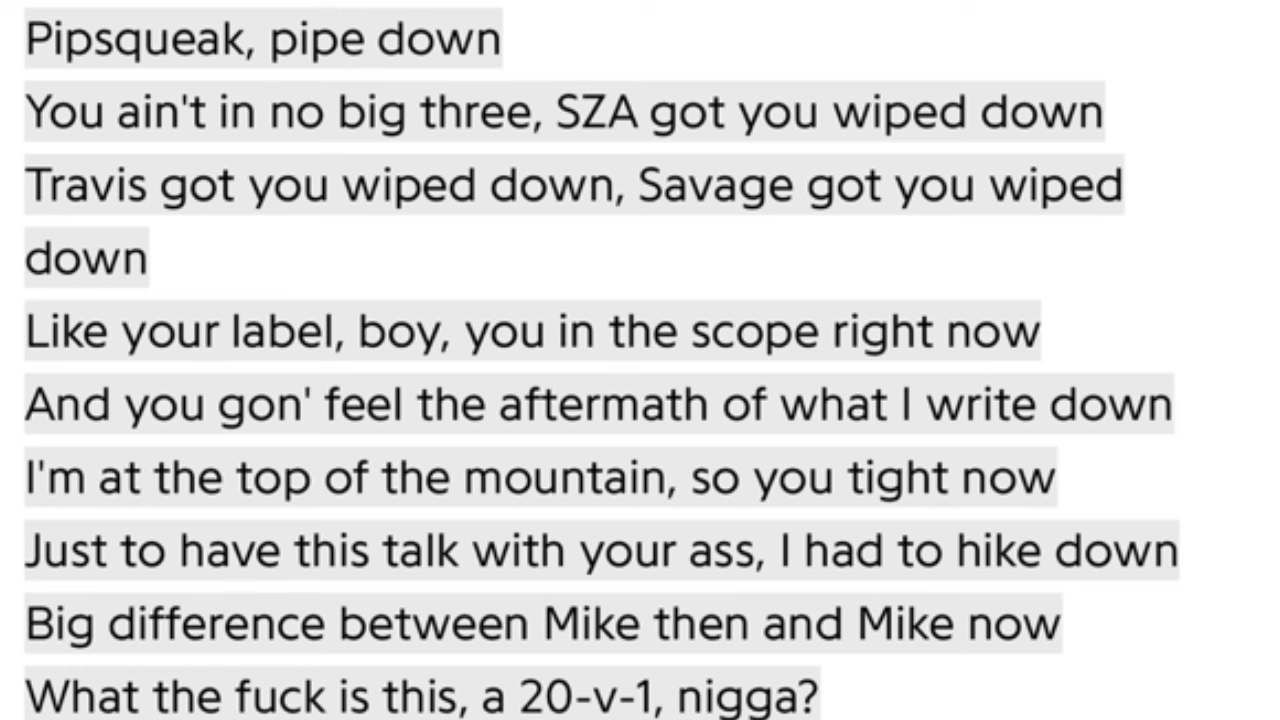 Pipsqueak, pipe down
You ain't in no big three, SZA got you wiped down
Travis got you wiped down, Savage got you wiped
down
Like your label, boy, you in the scope right now
And you gon' feel the aftermath of what I write down
I'm at the top of the mountain, so you tight now
Just to have this talk with your ass, I had to hike down
Big difference between Mike then and Mike now
What the fuck is this, a 20-v-1, nigga?